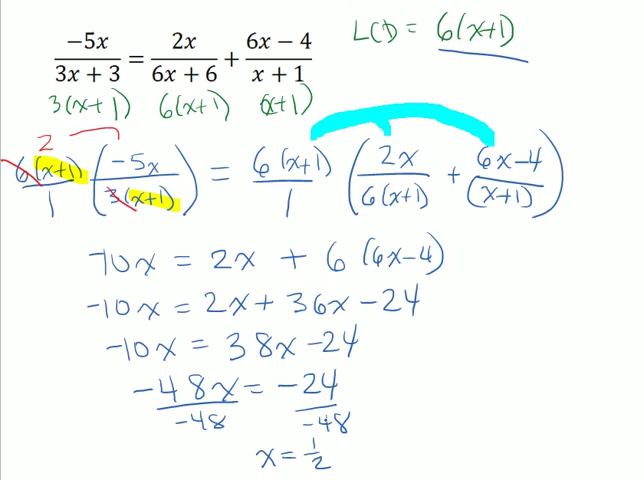 LCD = 6(x+1)
-5x/(3x + 3) = 2x/(6x + 6) + (6x − 4)/(x + 1)
3(x+1) 6(x+1) (x+1)
2
6(x+1)/1 (-5x/(3(x+1))) = 6(x+1)/1 (2x/(6(x+1)) + (6x-4)/(x+1))
-10x = 2x + 6(6x-4)
-10x = 2x + 36x - 24
-10x = 38x - 24
-48x = -24
-48 -48
x = 1/2